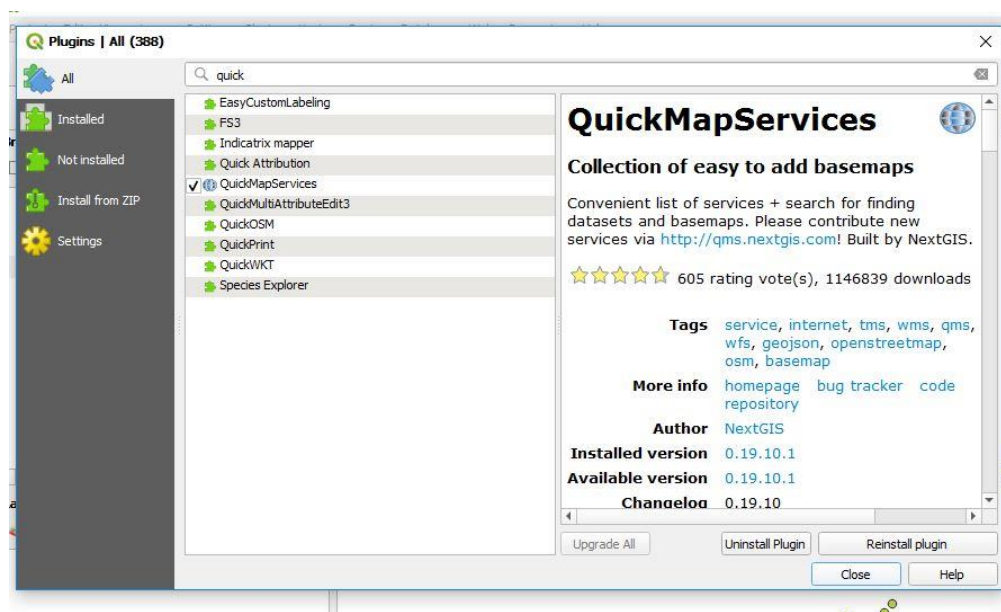 Plugins | All (388)
All
Installed
Not installed
Install from ZIP
Settings
quick
EasyCustomLabeling
FS3
Indicatrix mapper
Quick Attribution
QuickMapServices
QuickMultiAttributeEdit3
QuickOSM
QuickPrint
QuickWKT
Species Explorer
QuickMapServices
Collection of easy to add basemaps
Convenient list of services + search for finding
datasets and basemaps. Please contribute new
services via http://qms.nextgis.com! Built by NextGIS.
605 rating vote(s), 1146839 downloads
Tags service, internet, tms, wms, qms,
wfs, geojson, openstreetmap,
osm, basemap
More info homepage bug tracker code
repository
Author NextGIS
Installed version 0.19.10.1
Available version 0.19.10.1
Changelog 0.19.10
Upgrade All Uninstall Plugin Reinstall plugin
Close Help